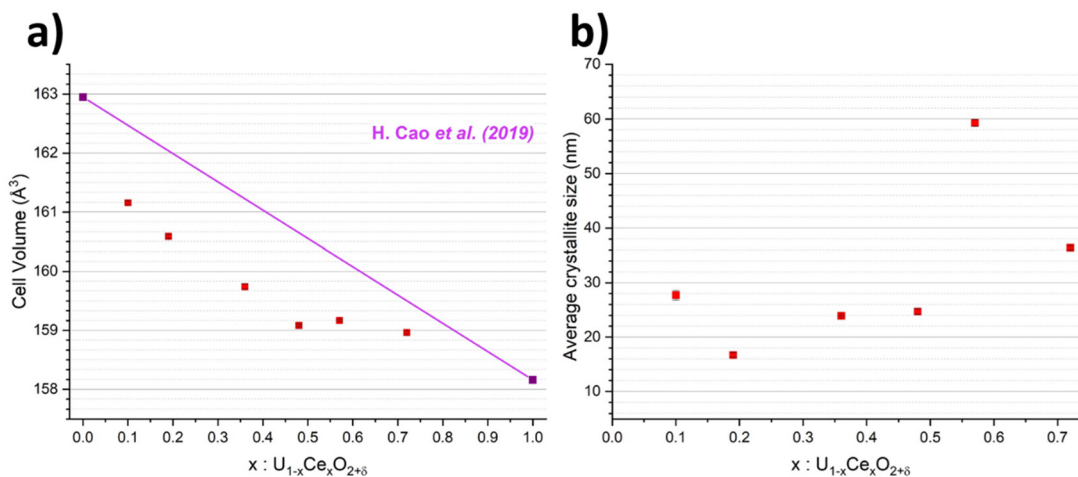 a)
Cell Volume (Å³)
163
162
161
160
159
158
H. Cao et al. (2019)
0.0 0.1 0.2 0.3 0.4 0.5 0.6 0.7 0.8 0.9 1.0
x : U₁₋ₓCeₓO₂₊δ
b)
Average crystallite size (nm)
70
60
50
40
30
20
10
0.0 0.1 0.2 0.3 0.4 0.5 0.6 0.7
x : U₁₋ₓCeₓO₂₊δ